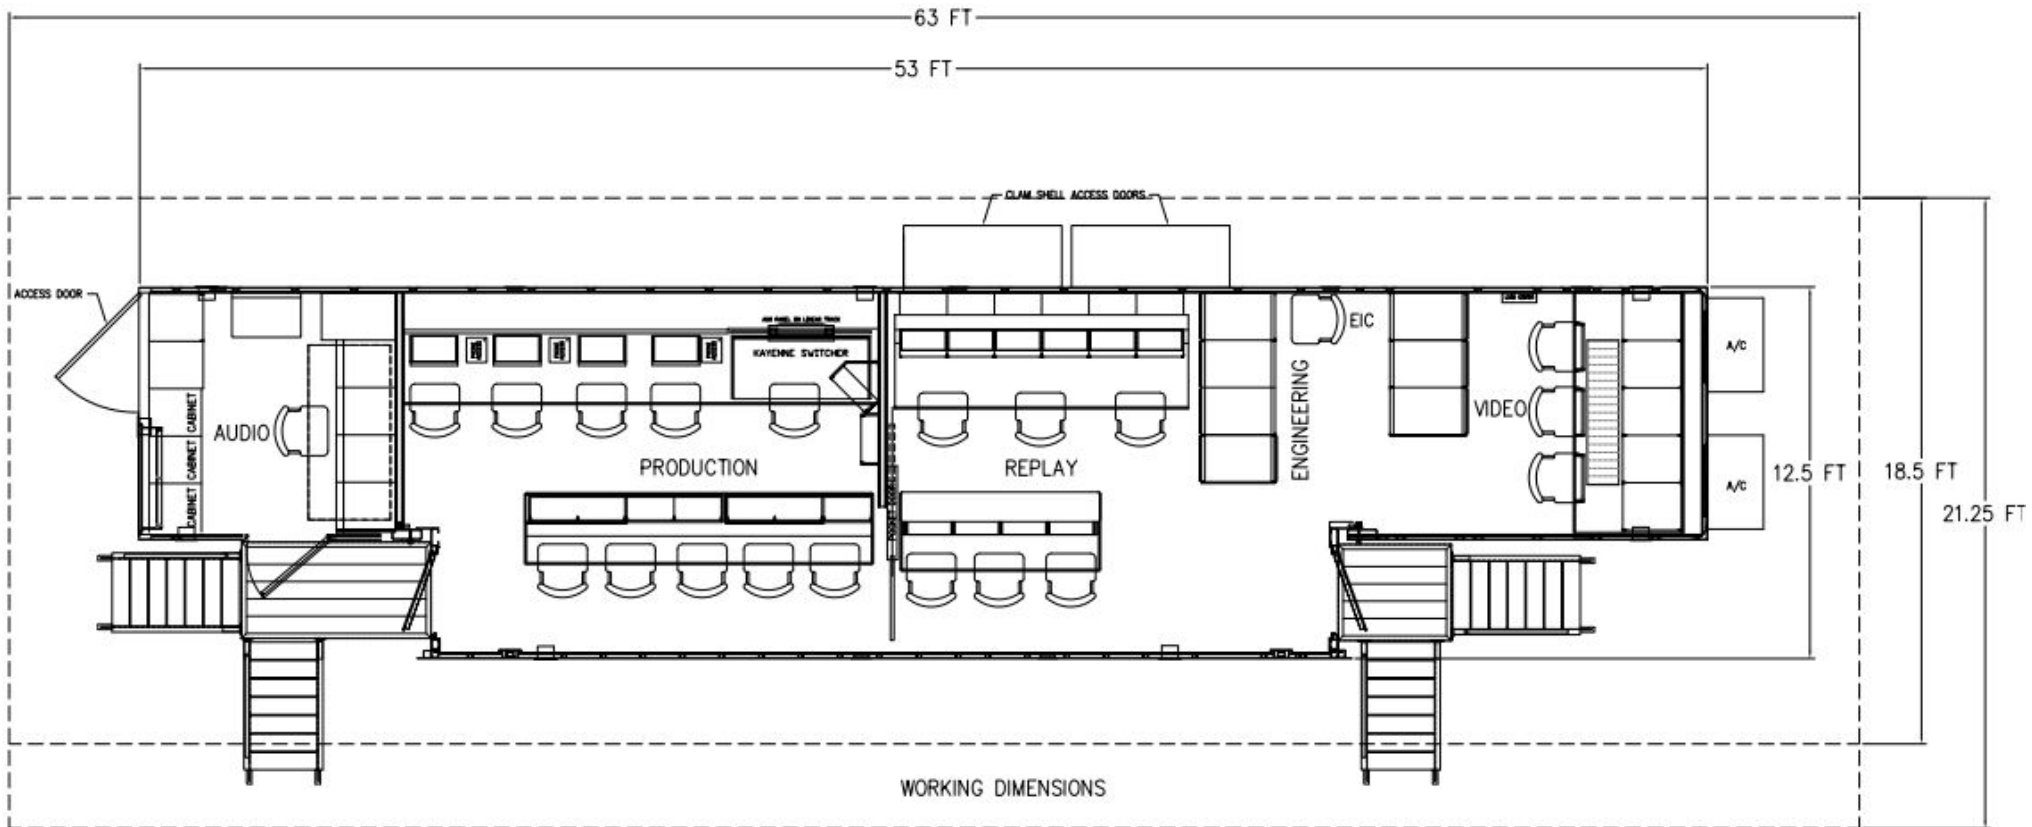 63 FT
53 FT
CLAM SHELL ACCESS DOORS
ACCESS DOOR
KAYENNE SWITCHER
EIC
A/C
CABINET
CABINET
CABINET
AUDIO
PRODUCTION
REPLAY
ENGINEERING
VIDEO
A/C
12.5 FT
18.5 FT
21.25 FT
WORKING DIMENSIONS